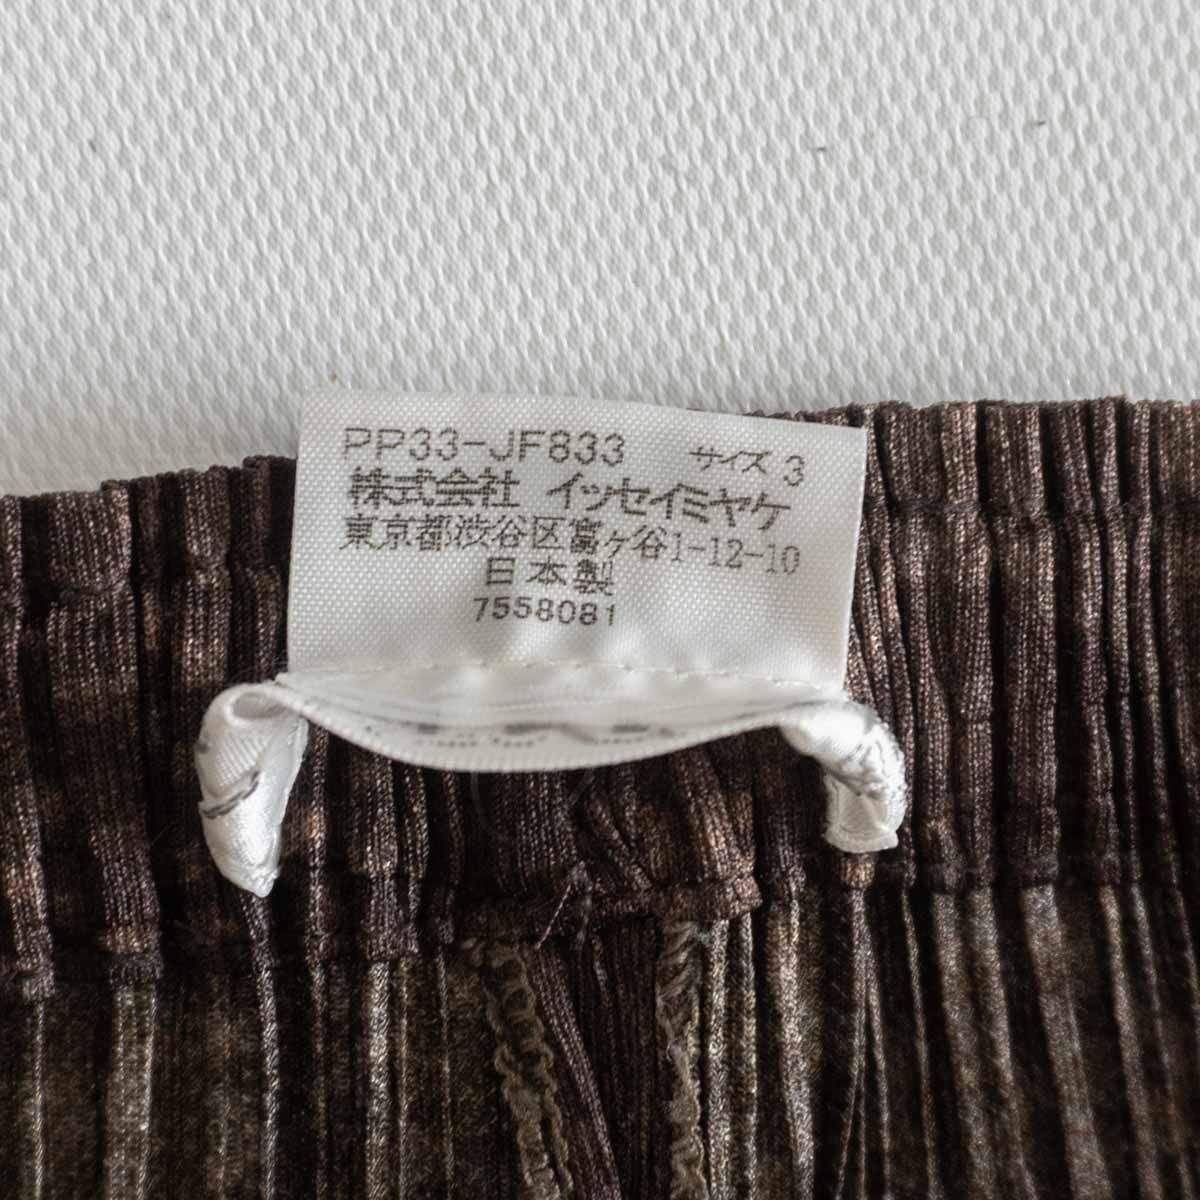 PP33-JF833 サイズ 3
株式会社 イッセイミヤケ
東京都渋谷区富ヶ谷1-12-10
日本製
7558081